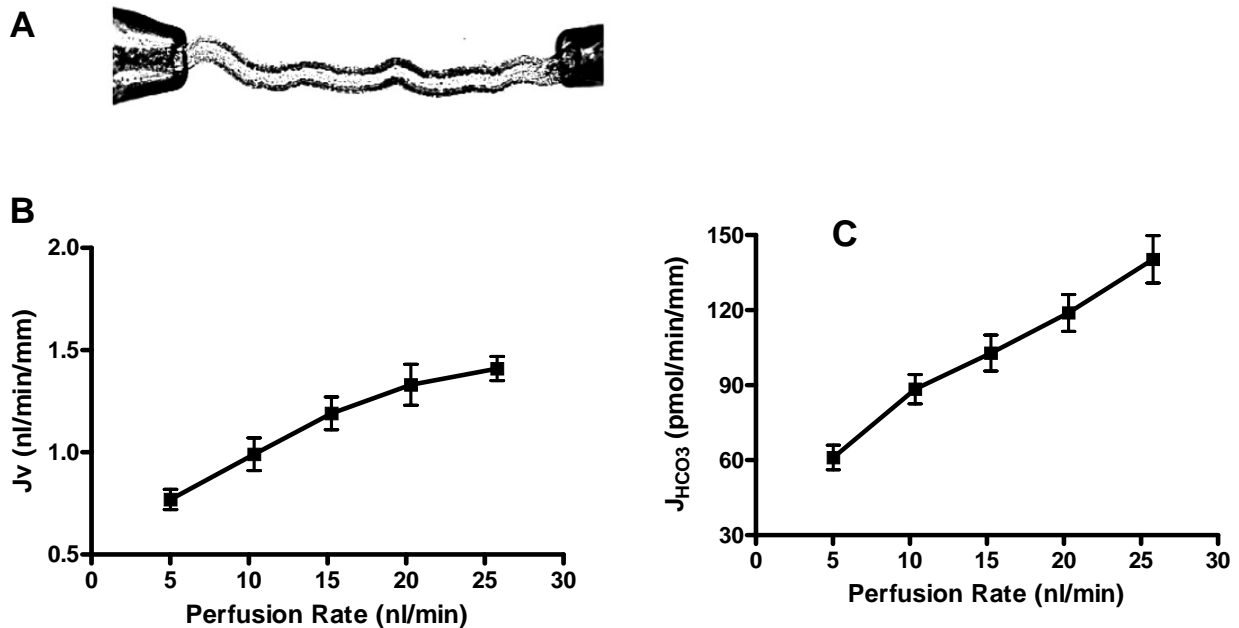 A
B
Jv (nl/min/mm)
2.0
1.5
1.0
0.5
0 5 10 15 20 25 30
Perfusion Rate (nl/min)
C
JHCO3 (pmol/min/mm)
150
120
90
60
30
0 5 10 15 20 25 30
Perfusion Rate (nl/min)